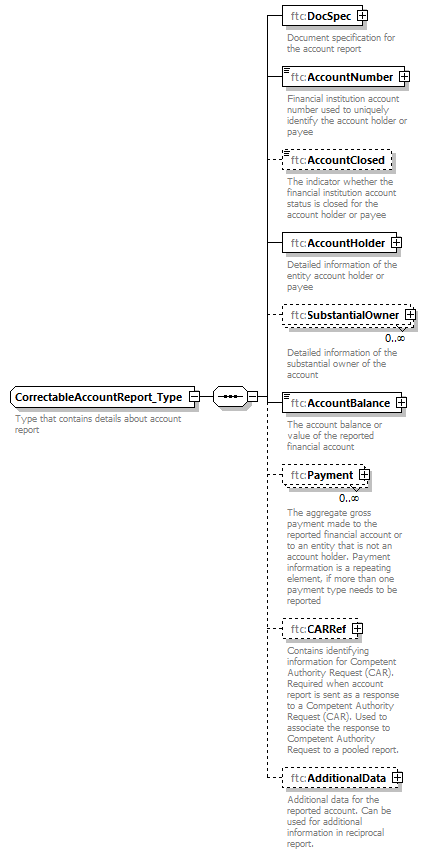 ftc:DocSpec
Document specification for
the account report
ftc:AccountNumber
Financial institution account
number used to uniquely
identify the account holder or
payee
ftc:AccountClosed
The indicator whether the
financial institution account
status is closed for the
account holder or payee
ftc:AccountHolder
Detailed information of the
entity account holder or
payee
ftc:SubstantialOwner
0..∞
Detailed information of the
substantial owner of the
account
CorrectableAccountReport_Type
Type that contains details about account
report
ftc:AccountBalance
The account balance or
value of the reported
financial account
ftc:Payment
0..∞
The aggregate gross
payment made to the
reported financial account or
to an entity that is not an
account holder. Payment
information is a repeating
element, if more than one
payment type needs to be
reported
ftc:CARRef
Contains identifying
information for Competent
Authority Request (CAR).
Required when account
report is sent as a response
to a Competent Authority
Request (CAR). Used to
associate the response to
Competent Authority
Request to a pooled report.
ftc:AdditionalData
Additional data for the
reported account. Can be
used for additional
information in reciprocal
report.